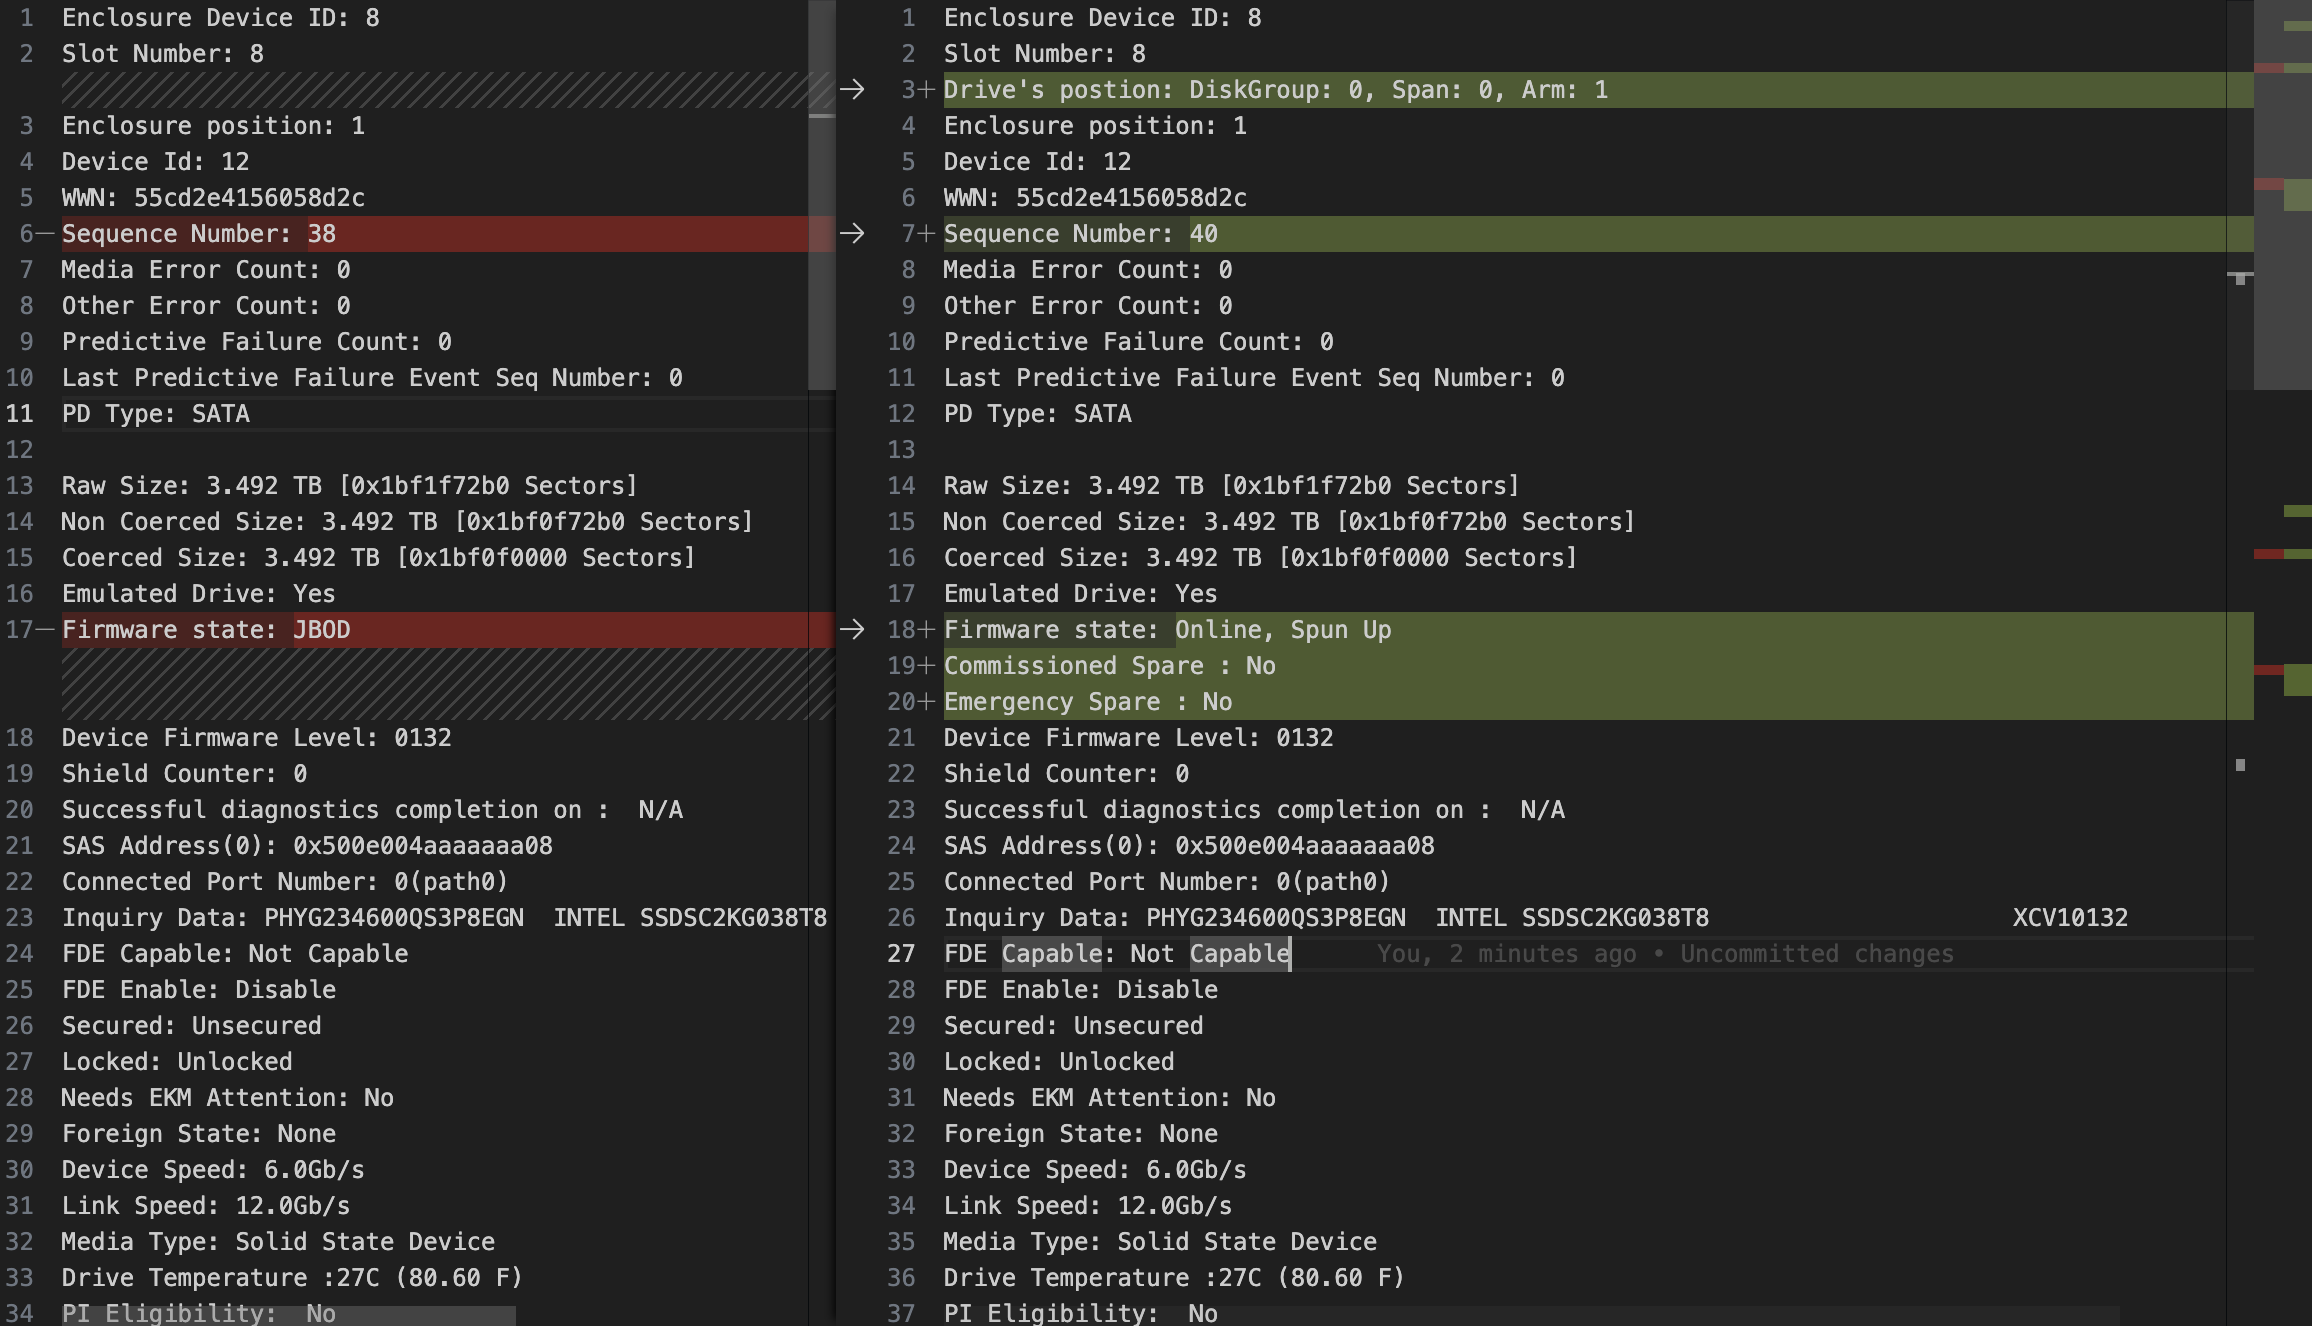 1 Enclosure Device ID: 8
2 Slot Number: 8
3 Enclosure position: 1
4 Device Id: 12
5 WWN: 55cd2e4156058d2c
6— Sequence Number: 38
7 Media Error Count: 0
8 Other Error Count: 0
9 Predictive Failure Count: 0
10 Last Predictive Failure Event Seq Number: 0
11 PD Type: SATA
12
13 Raw Size: 3.492 TB [0x1bf1f72b0 Sectors]
14 Non Coerced Size: 3.492 TB [0x1bf0f72b0 Sectors]
15 Coerced Size: 3.492 TB [0x1bf0f0000 Sectors]
16 Emulated Drive: Yes
17— Firmware state: JBOD
18 Device Firmware Level: 0132
19 Shield Counter: 0
20 Successful diagnostics completion on :  N/A
21 SAS Address(0): 0x500e004aaaaaaa08
22 Connected Port Number: 0(path0)
23 Inquiry Data: PHYG234600QS3P8EGN  INTEL SSDSC2KG038T8
24 FDE Capable: Not Capable
25 FDE Enable: Disable
26 Secured: Unsecured
27 Locked: Unlocked
28 Needs EKM Attention: No
29 Foreign State: None
30 Device Speed: 6.0Gb/s
31 Link Speed: 12.0Gb/s
32 Media Type: Solid State Device
33 Drive Temperature :27C (80.60 F)
34 PI Eligibility:  No
1 Enclosure Device ID: 8
2 Slot Number: 8
3+ Drive's postion: DiskGroup: 0, Span: 0, Arm: 1
4 Enclosure position: 1
5 Device Id: 12
6 WWN: 55cd2e4156058d2c
7+ Sequence Number: 40
8 Media Error Count: 0
9 Other Error Count: 0
10 Predictive Failure Count: 0
11 Last Predictive Failure Event Seq Number: 0
12 PD Type: SATA
13
14 Raw Size: 3.492 TB [0x1bf1f72b0 Sectors]
15 Non Coerced Size: 3.492 TB [0x1bf0f72b0 Sectors]
16 Coerced Size: 3.492 TB [0x1bf0f0000 Sectors]
17 Emulated Drive: Yes
18+ Firmware state: Online, Spun Up
19+ Commissioned Spare : No
20+ Emergency Spare : No
21 Device Firmware Level: 0132
22 Shield Counter: 0
23 Successful diagnostics completion on :  N/A
24 SAS Address(0): 0x500e004aaaaaaa08
25 Connected Port Number: 0(path0)
26 Inquiry Data: PHYG234600QS3P8EGN  INTEL SSDSC2KG038T8                     XCV10132
27 FDE Capable: Not Capable      You, 2 minutes ago • Uncommitted changes
28 FDE Enable: Disable
29 Secured: Unsecured
30 Locked: Unlocked
31 Needs EKM Attention: No
32 Foreign State: None
33 Device Speed: 6.0Gb/s
34 Link Speed: 12.0Gb/s
35 Media Type: Solid State Device
36 Drive Temperature :27C (80.60 F)
37 PI Eligibility:  No